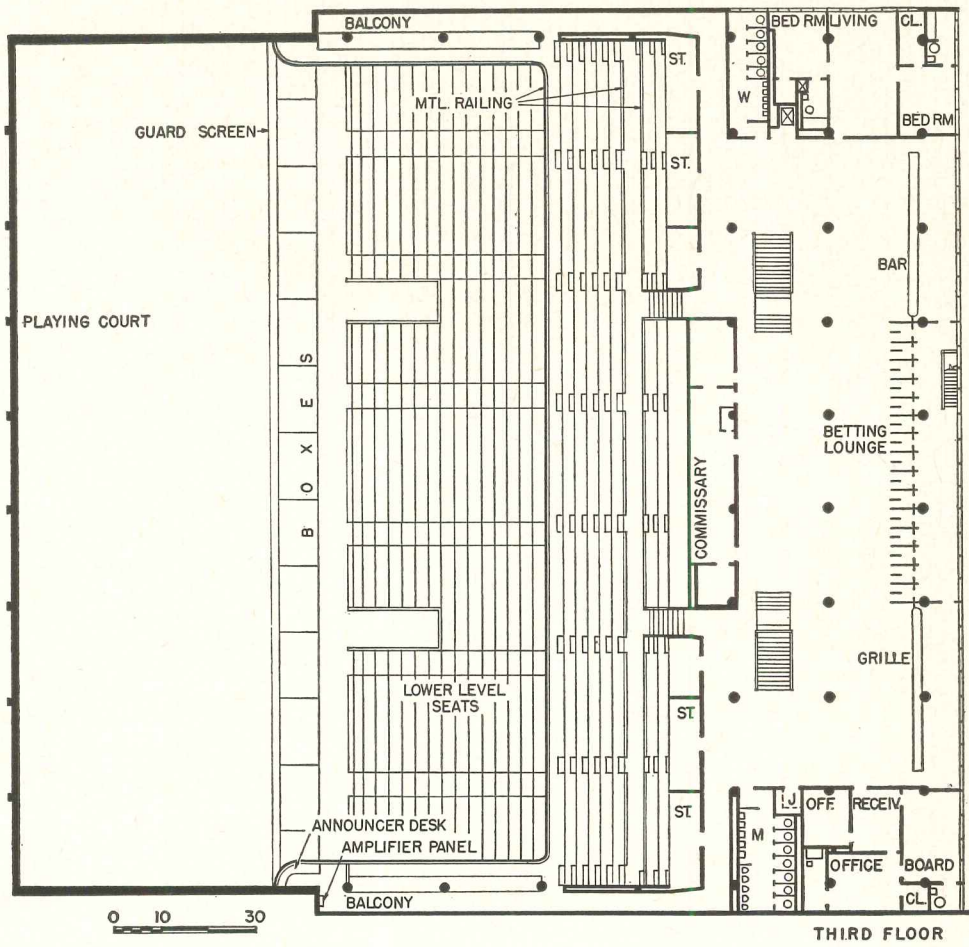 BALCONY
BED RM
LIVING
CL.
ST.
MTL. RAILING
W
GUARD SCREEN
BED RM
ST.
BAR
PLAYING COURT
BOXES
BETTING
LOUNGE
COMMISSARY
GRILLE
LOWER LEVEL
SEATS
ST.
OFF.
RECEIV.
J
ST.
M
ANNOUNCER DESK
AMPLIFIER PANEL
OFFICE
BOARD
CL.
BALCONY
0 10 30
THIRD FLOOR